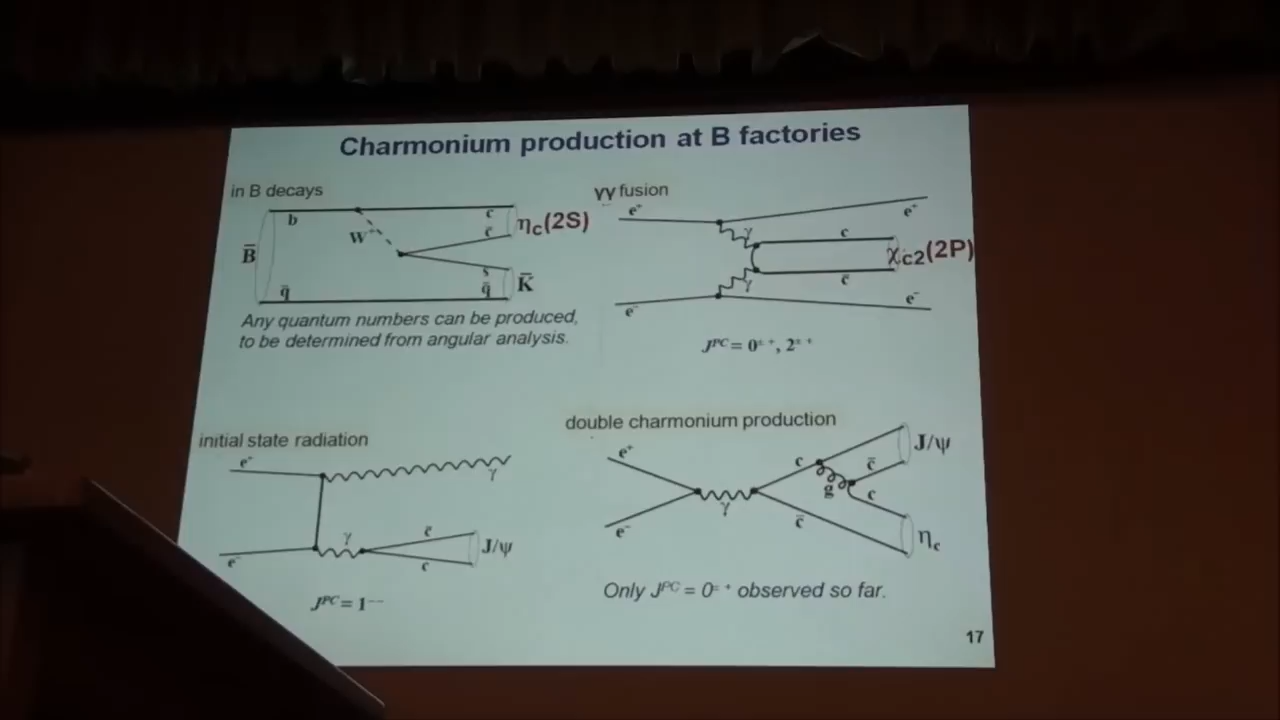 Charmonium production at B factories
in B decays
b
c
c̄
ηc(2S)
W⁻
B̄
s
q̄
K̄
q̄
Any quantum numbers can be produced,
to be determined from angular analysis.
γγ fusion
e⁺
e⁺
γ
c
χc2(2P)
c̄
γ
e⁻
e⁻
Jᴾᶜ = 0± +, 2± +
initial state radiation
e⁺
γ
γ
c̄
J/ψ
c
e⁻
Jᴾᶜ = 1⁻⁻
double charmonium production
e⁺
c
c̄
J/ψ
g
c
γ
c̄
e⁻
ηc
Only Jᴾᶜ = 0± + observed so far.
17